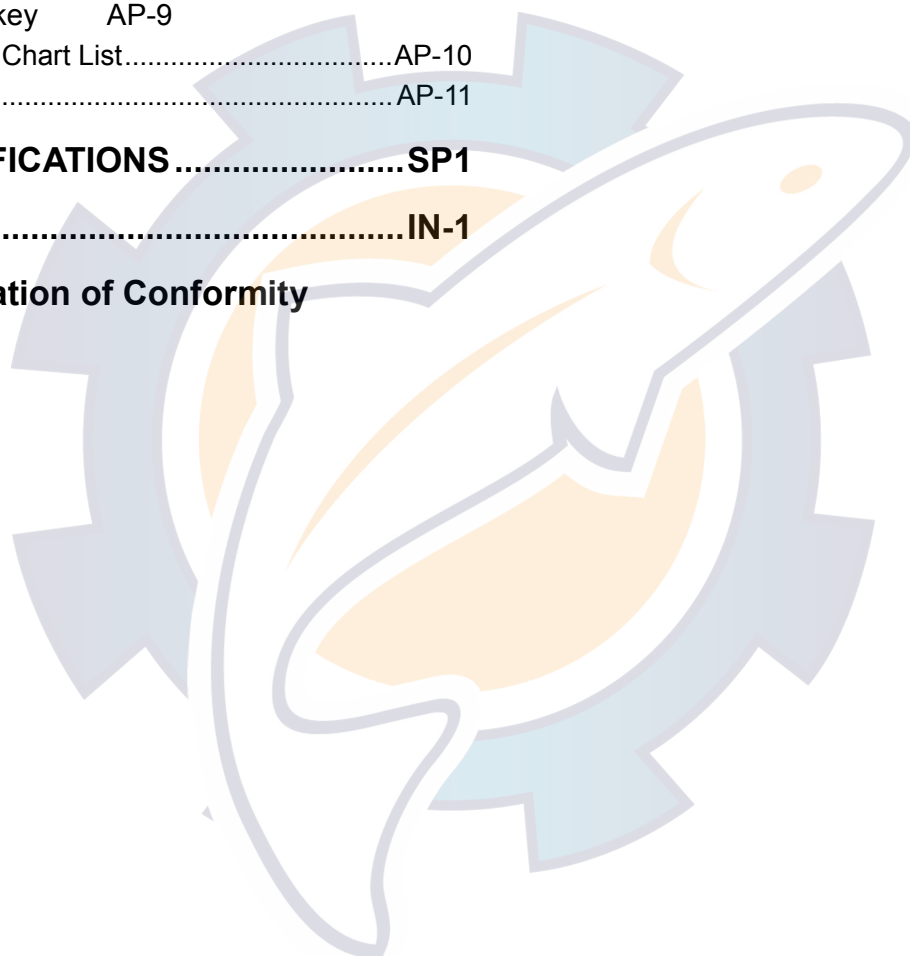 key AP-9
Chart List................................AP-10
................................................AP-11
FICATIONS........................SP1
..........................................IN-1
ation of Conformity